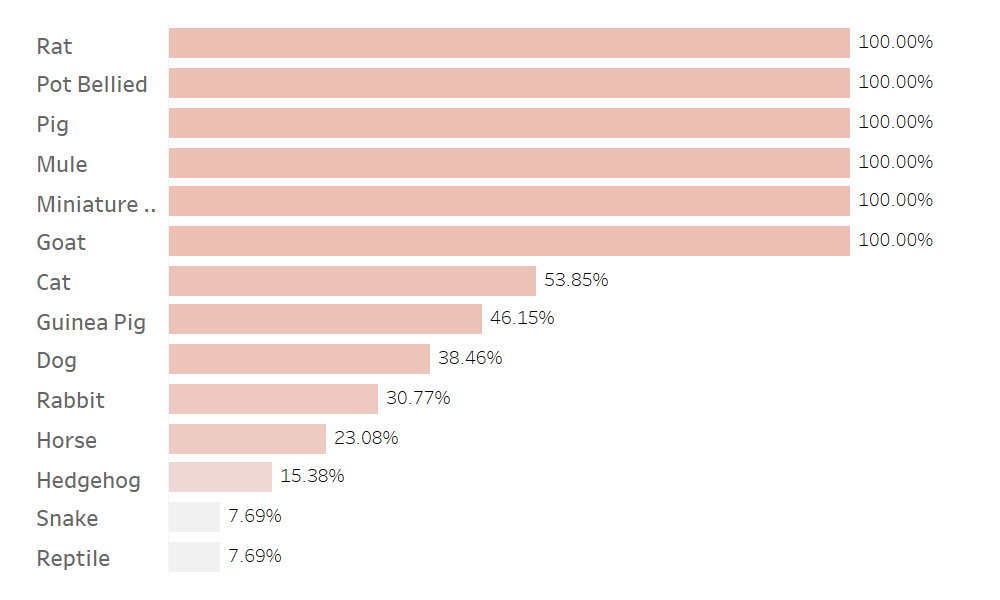 Rat 100.00%
Pot Bellied 100.00%
Pig 100.00%
Mule 100.00%
Miniature .. 100.00%
Goat 100.00%
Cat 53.85%
Guinea Pig 46.15%
Dog 38.46%
Rabbit 30.77%
Horse 23.08%
Hedgehog 15.38%
Snake 7.69%
Reptile 7.69%